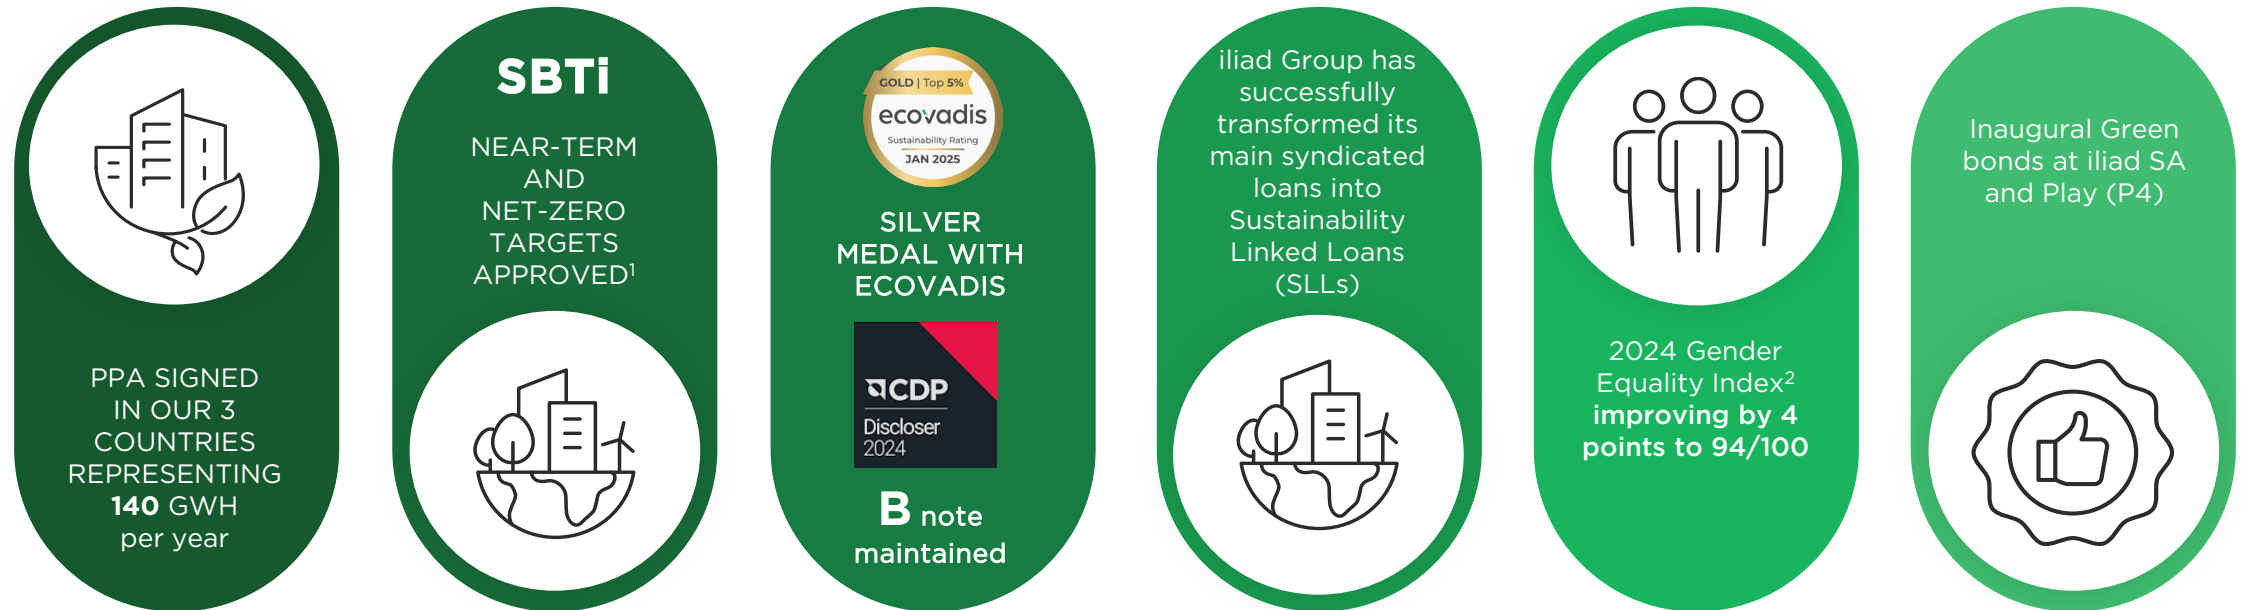 PPA SIGNED
IN OUR 3
COUNTRIES
REPRESENTING
140 GWH
per year
SBTi
NEAR-TERM
AND
NET-ZERO
TARGETS
APPROVED¹
GOLD | Top 5%
ecovadis
Sustainability Rating
JAN 2025
SILVER
MEDAL WITH
ECOVADIS
CDP
Discloser
2024
B note
maintained
iliad Group has
successfully
transformed its
main syndicated
loans into
Sustainability
Linked Loans
(SLLs)
2024 Gender
Equality Index²
improving by 4
points to 94/100
Inaugural Green
bonds at iliad SA
and Play (P4)